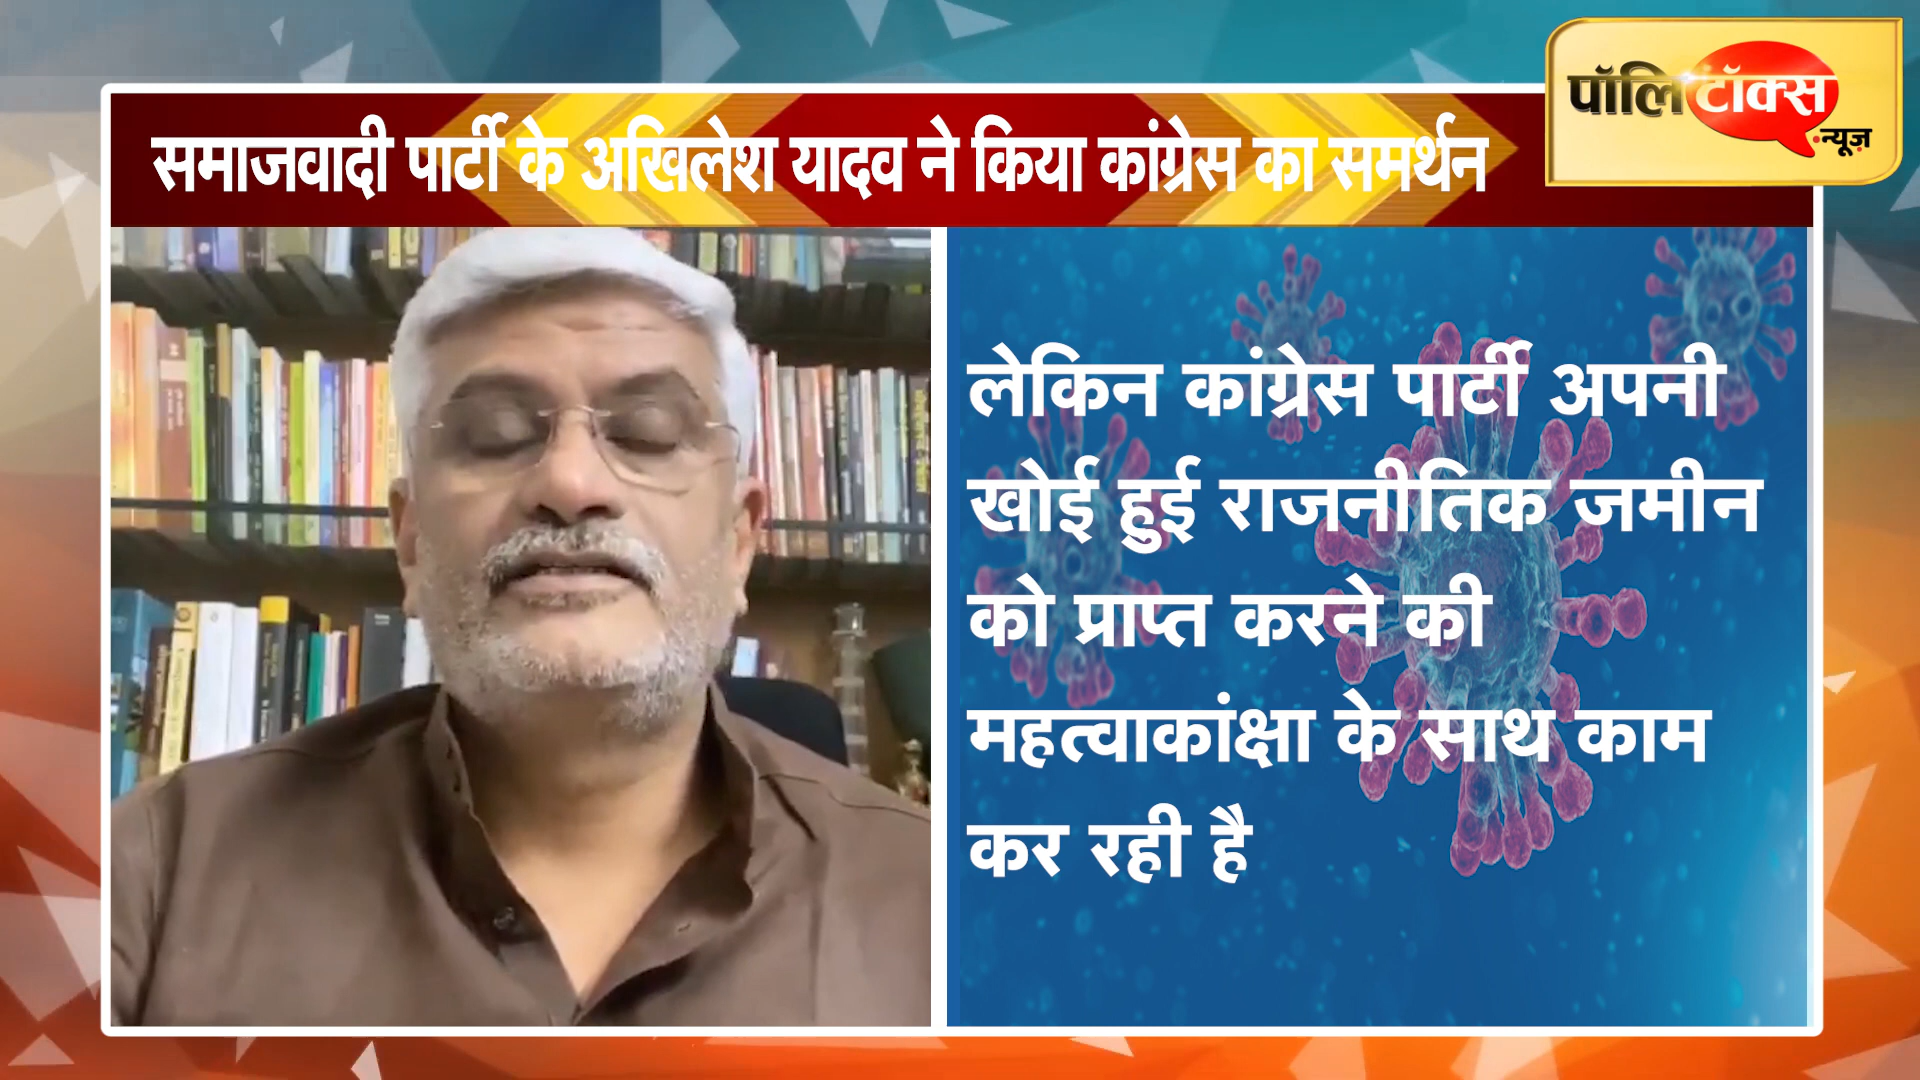 पॉलिटॉक्स
.न्यूज़
समाजवादी पार्टी के अखिलेश यादव ने किया कांग्रेस का समर्थन
लेकिन कांग्रेस पार्टी अपनी
खोई हुई राजनीतिक जमीन
को प्राप्त करने की
महत्वाकांक्षा के साथ काम
कर रही है